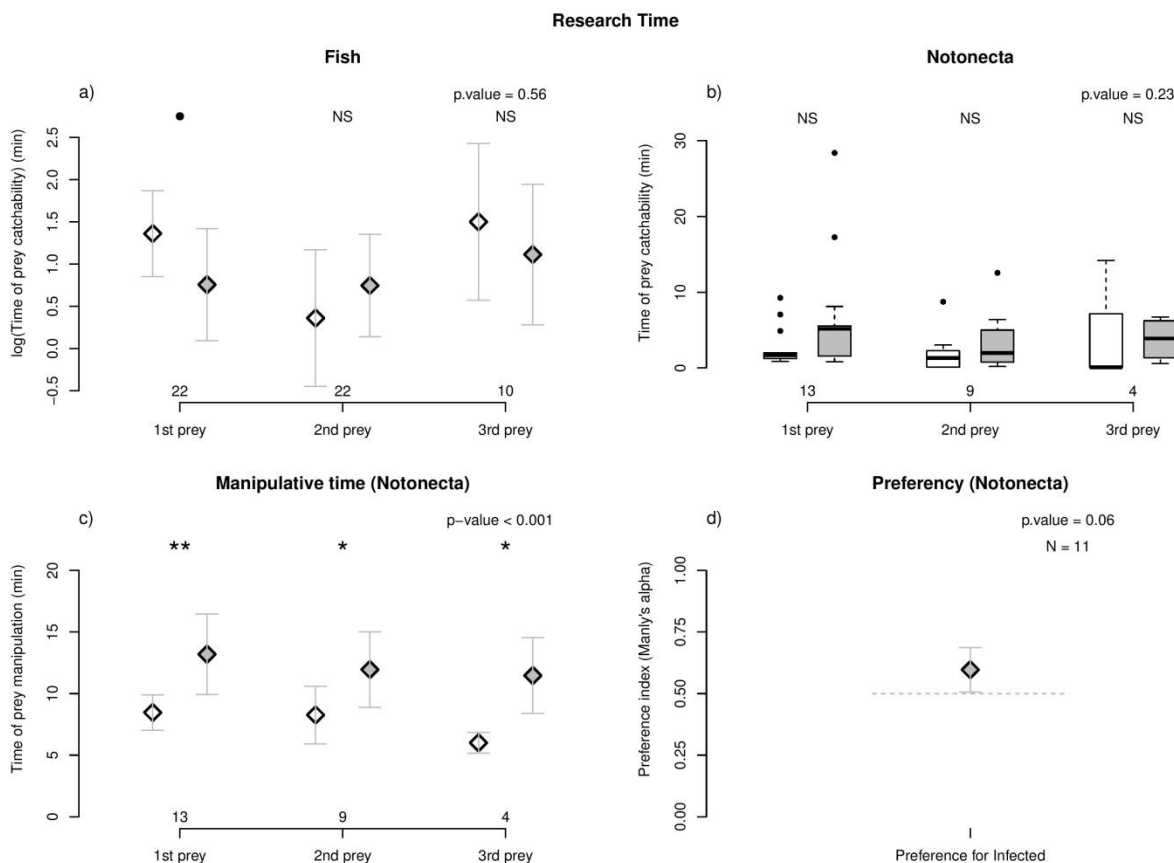 Research Time
Fish
a)
p.value = 0.56
NS
NS
log(Time of prey catchability) (min)
2.5
2.0
1.5
1.0
0.5
0.0
−0.5
22
22
10
1st prey
2nd prey
3rd prey
Notonecta
b)
p.value = 0.23
NS
NS
NS
Time of prey catchability (min)
30
20
10
0
13
9
4
1st prey
2nd prey
3rd prey
Manipulative time (Notonecta)
c)
p−value < 0.001
**
*
*
Time of prey manipulation (min)
20
15
10
5
0
13
9
4
1st prey
2nd prey
3rd prey
Preferency (Notonecta)
d)
p.value = 0.06
N = 11
Preference index (Manly's alpha)
1.00
0.75
0.50
0.25
0.00
Preference for Infected